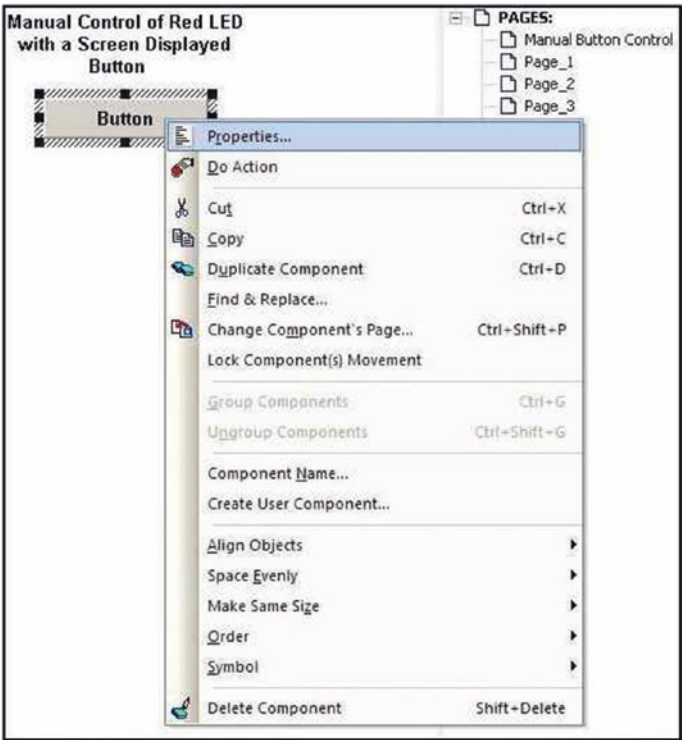 Manual Control of Red LED
with a Screen Displayed
Button
Button
PAGES:
Manual Button Control
Page_1
Page_2
Page_3
Properties...
Do Action
Cut Ctrl+X
Copy Ctrl+C
Duplicate Component Ctrl+D
Find & Replace...
Change Component's Page... Ctrl+Shift+P
Lock Component(s) Movement
Group Components Ctrl+G
Ungroup Components Ctrl+Shift+G
Component Name...
Create User Component...
Align Objects
Space Evenly
Make Same Size
Order
Symbol
Delete Component Shift+Delete